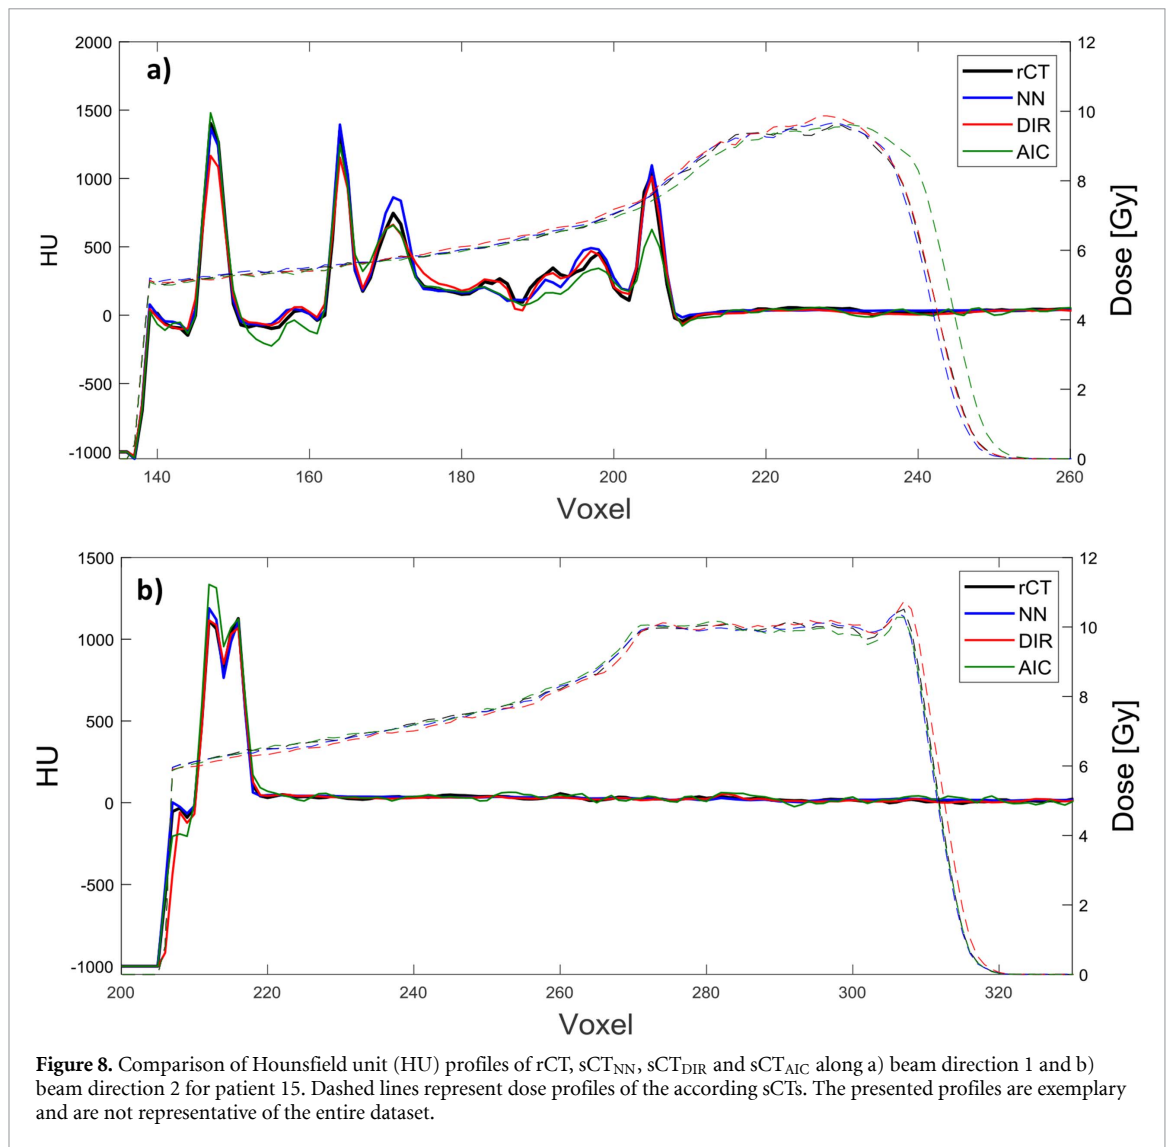 a)
2000
1500
1000
500
0
-500
-1000
HU
140
160
180
200
220
240
260
Voxel
12
10
8
6
4
2
0
Dose [Gy]
rCT
NN
DIR
AIC
b)
1500
1000
500
0
-500
-1000
HU
200
220
240
260
280
300
320
Voxel
12
10
8
6
4
2
0
Dose [Gy]
rCT
NN
DIR
AIC
Figure 8. Comparison of Hounsfield unit (HU) profiles of rCT, sCTNN, sCTDIR and sCTAIC along a) beam direction 1 and b)
beam direction 2 for patient 15. Dashed lines represent dose profiles of the according sCTs. The presented profiles are exemplary
and are not representative of the entire dataset.